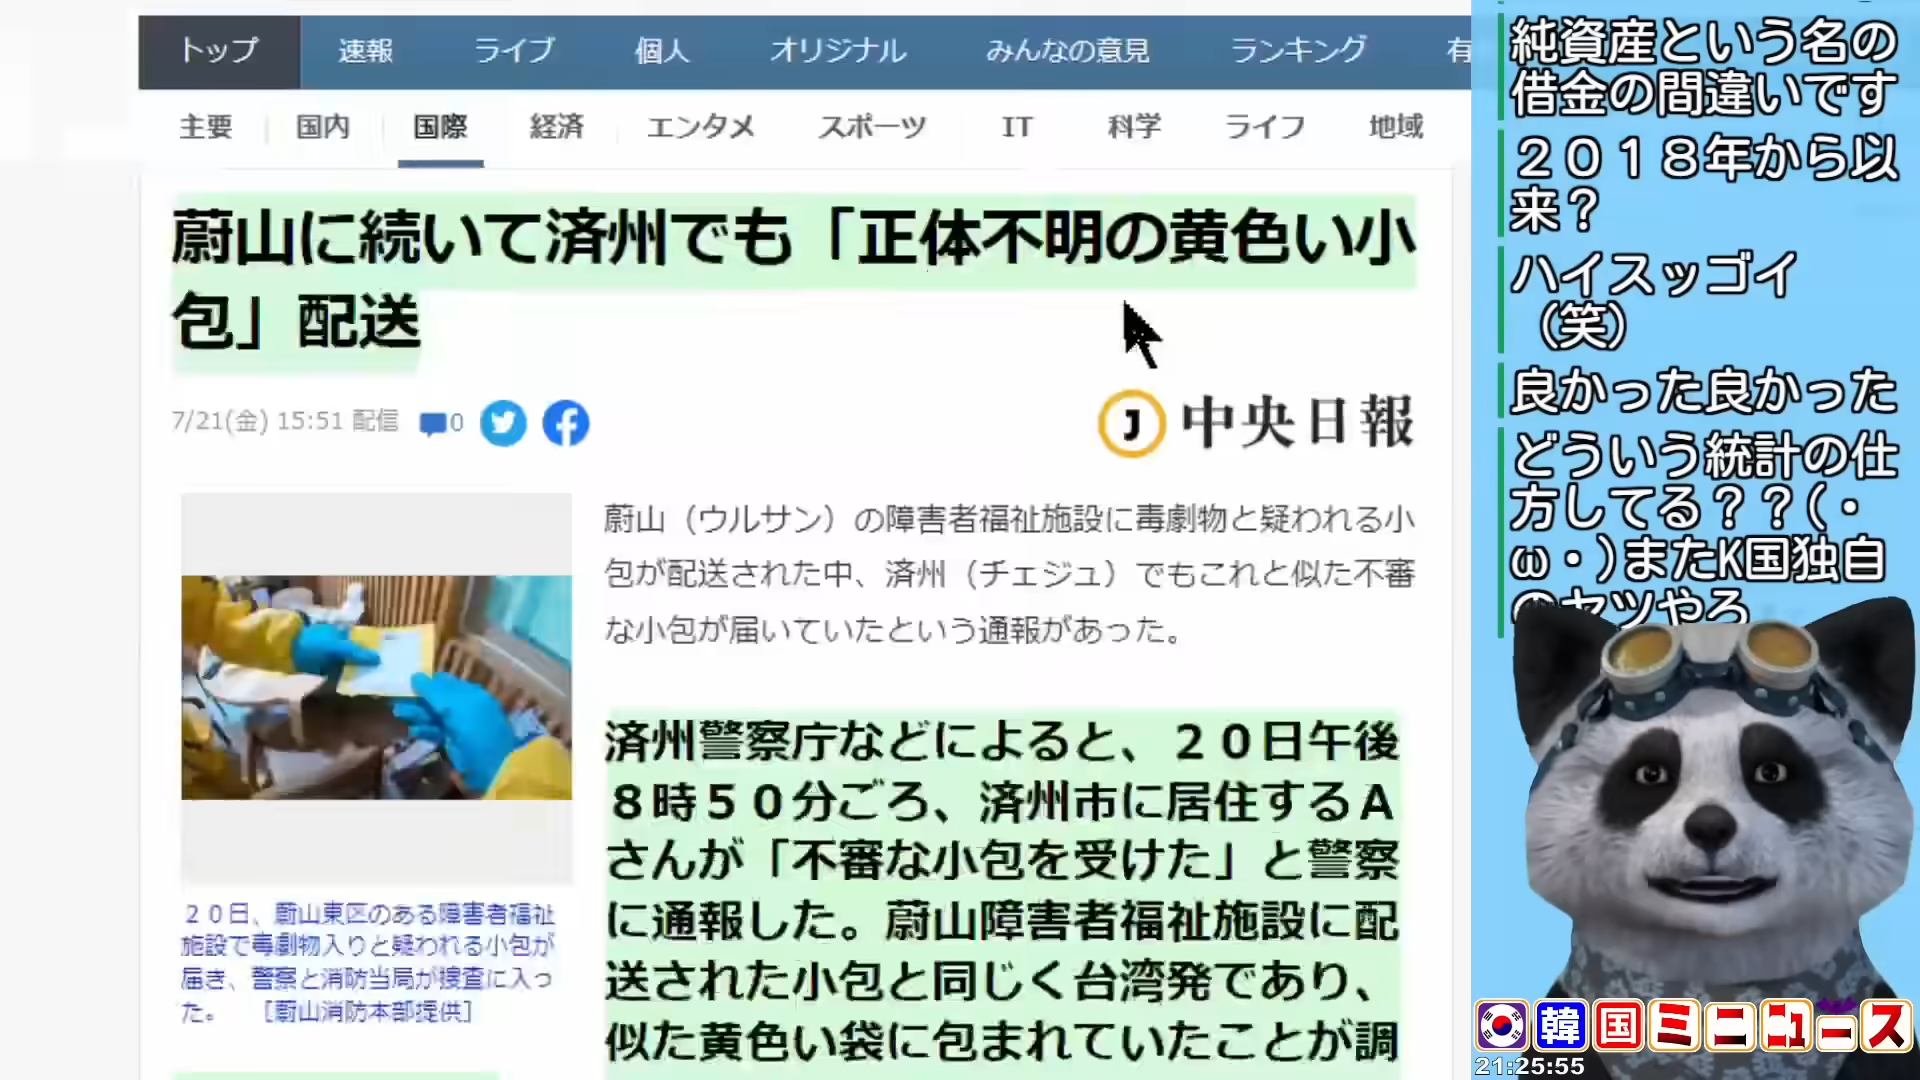 トップ 速報 ライブ 個人 オリジナル みんなの意見 ランキング 有
主要 国内 国際 経済 エンタメ スポーツ IT 科学 ライフ 地域
蔚山に続いて済州でも「正体不明の黄色い小
包」配送
7/21(金) 15:51 配信 0
J 中央日報
蔚山（ウルサン）の障害者福祉施設に毒劇物と疑われる小
包が配送された中、済州（チェジュ）でもこれと似た不審
な小包が届いていたという通報があった。
済州警察庁などによると、２０日午後
８時５０分ごろ、済州市に居住するＡ
さんが「不審な小包を受けた」と警察
に通報した。蔚山障害者福祉施設に配
送された小包と同じく台湾発であり、
似た黄色い袋に包まれていたことが調
２０日、蔚山東区のある障害者福祉
施設で毒劇物入りと疑われる小包が
届き、警察と消防当局が捜査に入っ
た。 ［蔚山消防本部提供］
純資産という名の
借金の間違いです
２０１８年から以
来？
ハイスッゴイ
（笑）
良かった良かった
どういう統計の仕
方してる？？(・
ω・)またK国独自
のヤツやろ
韓国ミニニュース
21:25:55